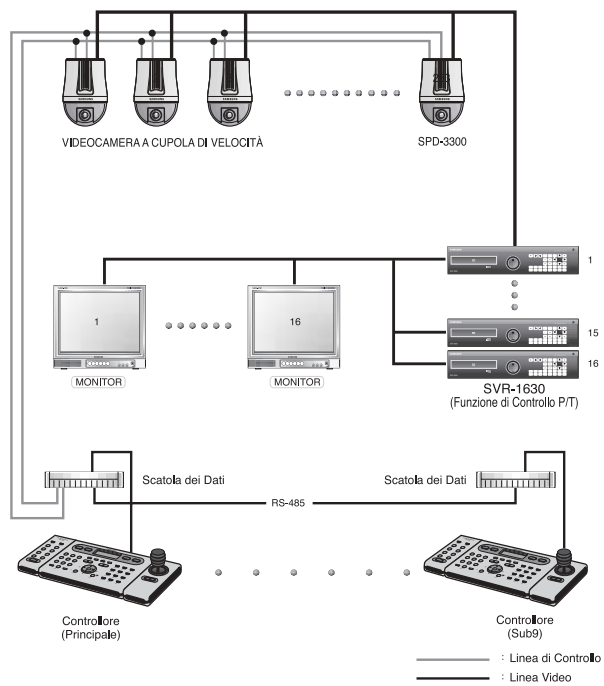 VIDEOCAMERA A CUPOLA DI VELOCITÀ
SPD-3300
1
1
16
15
16
MONITOR
MONITOR
SVR-1630
(Funzione di Controllo P/T)
Scatola dei Dati
Scatola dei Dati
RS-485
Controllore
(Principale)
Controllore
(Sub9)
: Linea di Controllo
: Linea Video